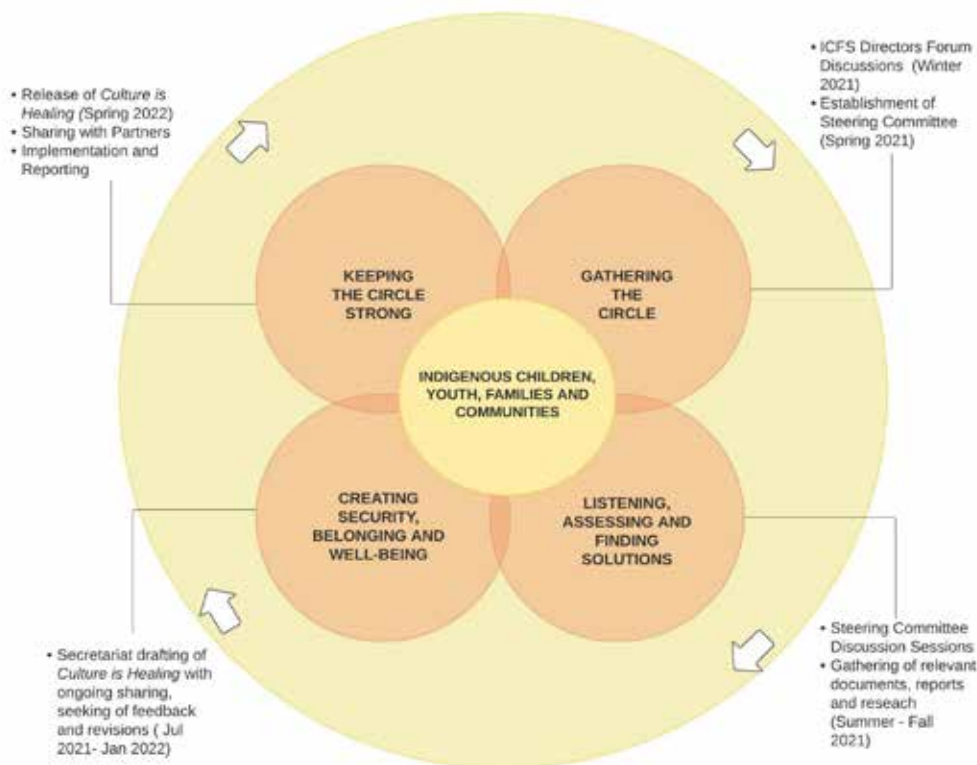 • Release of Culture is
Healing (Spring 2022)
• Sharing with Partners
• Implementation and
Reporting
• ICFS Directors Forum
Discussions (Winter
2021)
• Establishment of
Steering Committee
(Spring 2021)
KEEPING
THE CIRCLE
STRONG
GATHERING
THE
CIRCLE
INDIGENOUS CHILDREN,
YOUTH, FAMILIES AND
COMMUNITIES
CREATING
SECURITY,
BELONGING AND
WELL-BEING
LISTENING,
ASSESSING AND
FINDING
SOLUTIONS
• Secretariat drafting of
Culture is Healing with
ongoing sharing,
seeking of feedback
and revisions ( Jul
2021- Jan 2022)
• Steering Committee
Discussion Sessions
• Gathering of relevant
documents, reports
and reseach
(Summer - Fall
2021)